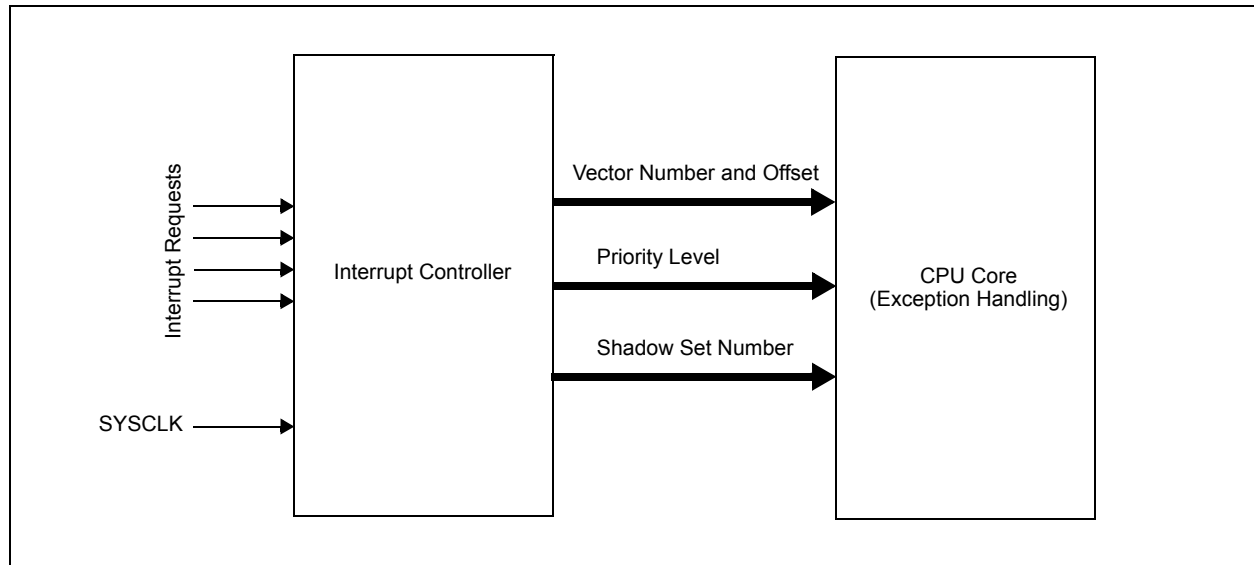 Interrupt Requests
SYSCLK
Interrupt Controller
Vector Number and Offset
Priority Level
Shadow Set Number
CPU Core
(Exception Handling)